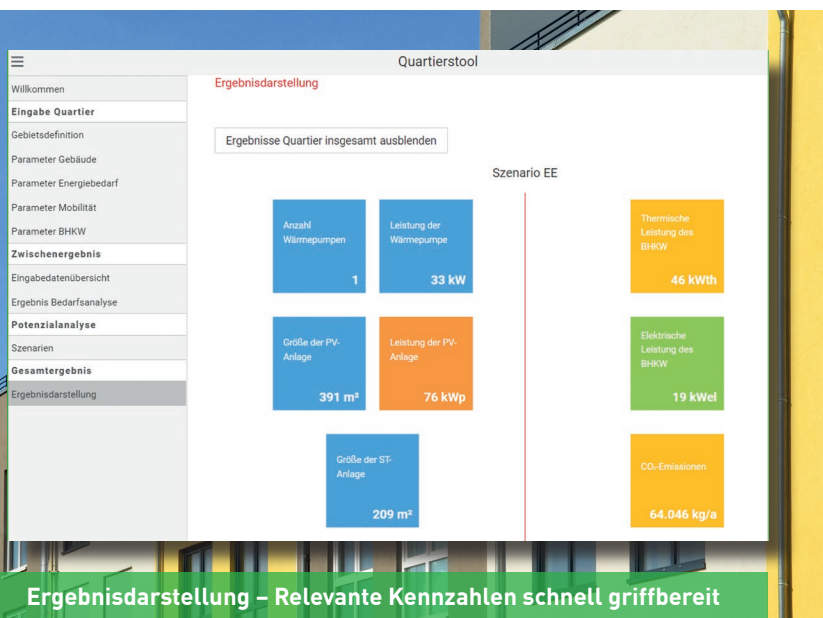 Quartierstool
Willkommen
Eingabe Quartier
Gebietsdefinition
Parameter Gebäude
Parameter Energiebedarf
Parameter Mobilität
Parameter BHKW
Zwischenergebnis
Eingabedatenübersicht
Ergebnis Bedarfsanalyse
Potenzialanalyse
Szenarien
Gesamtergebnis
Ergebnisdarstellung
Ergebnisdarstellung
Ergebnisse Quartier insgesamt ausblenden
Szenario EE
Anzahl
Wärmepumpen
1
Leistung der
Wärmepumpe
33 kW
Thermische
Leistung des
BHKW
46 kWth
Größe der PV-
Anlage
391 m²
Leistung der PV-
Anlage
76 kWp
Elektrische
Leistung des
BHKW
19 kWel
Größe der ST-
Anlage
209 m²
CO₂-Emissionen
64.046 kg/a
Ergebnisdarstellung – Relevante Kennzahlen schnell griffbereit